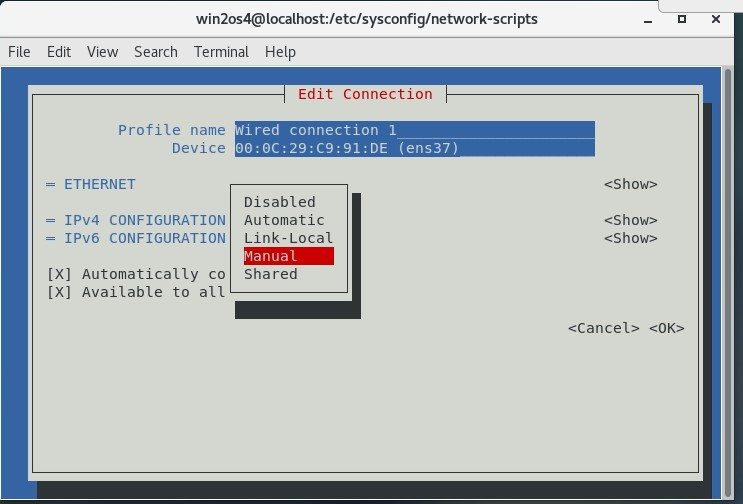 win2os4@localhost:/etc/sysconfig/network-scripts
File Edit View Search Terminal Help
Edit Connection
Profile name Wired connection 1
Device 00:0C:29:C9:91:DE (ens37)
= ETHERNET <Show>
= IPv4 CONFIGURATION <Show>
= IPv6 CONFIGURATION <Show>
Disabled
Automatic
Link-Local
Manual
Shared
[X] Automatically co
[X] Available to all
<Cancel> <OK>